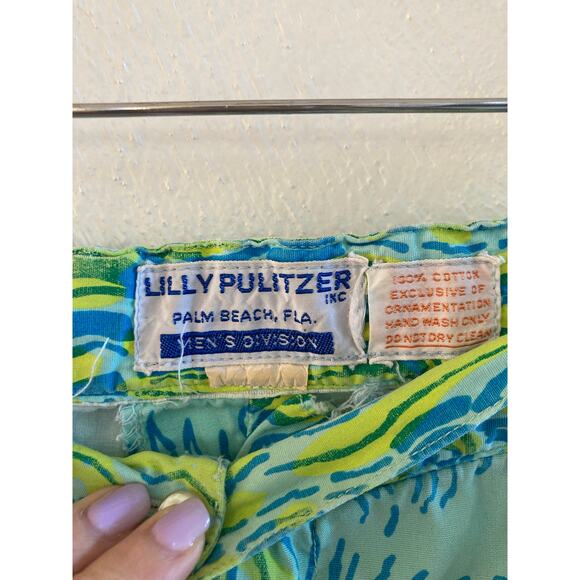 LILLY PULITZER
INC
PALM BEACH, FLA.
MEN'S DIVISION
100% COTTON
EXCLUSIVE OF
ORNAMENTATION
HAND WASH ONLY
DO NOT DRY CLEAN